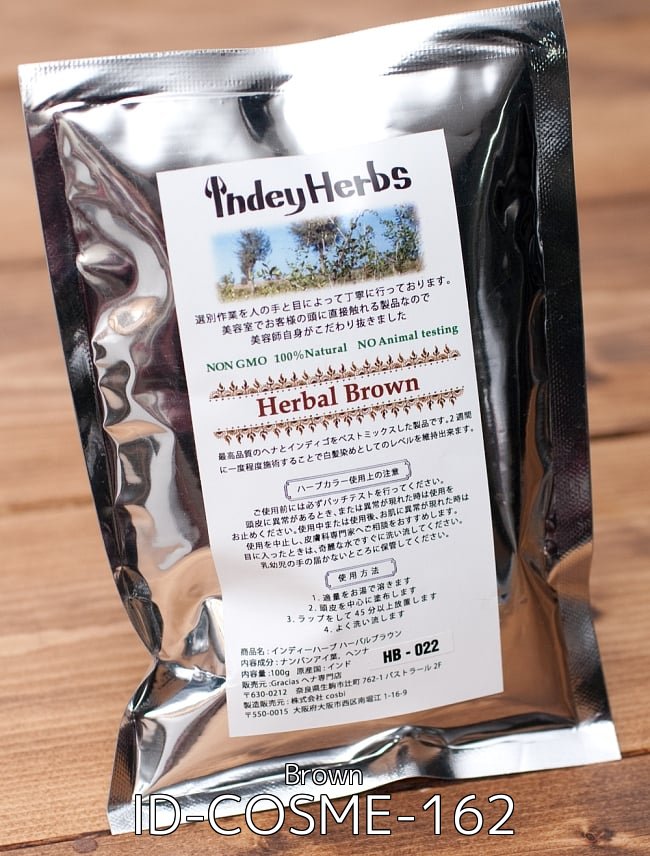 IndeyHerbs
選別作業を人の手と目によって丁寧に行っております。
美容室でお客様の頭に直接触れる製品なので
美容師自身がこだわり抜きました
NON GMO 100%Natural NO Animal testing
Herbal Brown
最高品質のヘナとインディゴをベストミックスした製品です。2週間
に一度程度施術することで白髪染めとしてのレベルを維持出来ます。
ハーブカラー使用上の注意
ご使用前には必ずパッチテストを行ってください。
頭皮に異常があるとき、または異常が現れた時は使用を
お止めください。使用中または使用後、お肌に異常が現れた時は
使用を中止し、皮膚科専門家へご相談をおすすめします。
目に入ったときは、奇麗な水ですぐに洗い流してください。
乳幼児の手の届かないところに保管してください。
使用方法
1. 適量をお湯で溶きます
2. 頭皮を中心に塗布します
3. ラップをして45分以上放置します
4. よく洗い流します
商品名：インディーハーブ ハーバルブラウン
内容成分：ナンバンアイ葉。ヘンナ
HB - 022
内容量：100g 原産国：インド
販売元：Gracias ヘナ専門店
〒630-0212 奈良県生駒市辻町762-1 パストラール 2F
製造販売元：株式会社 cosbi
〒550-0015 大阪府大阪市西区南堀江 1-16-9
Brown
ID-COSME-162